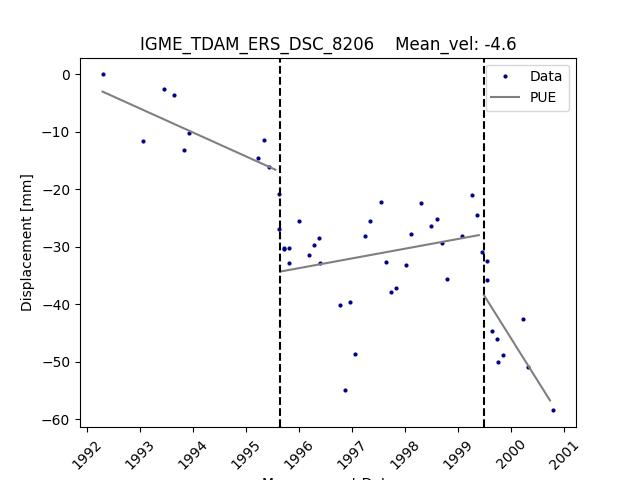 IGME_TDAM_ERS_DSC_8206 Mean_vel: -4.6
Data
PUE
Displacement [mm]
0
−10
−20
−30
−40
−50
−60
1992 1993 1994 1995 1996 1997 1998 1999 2000 2001